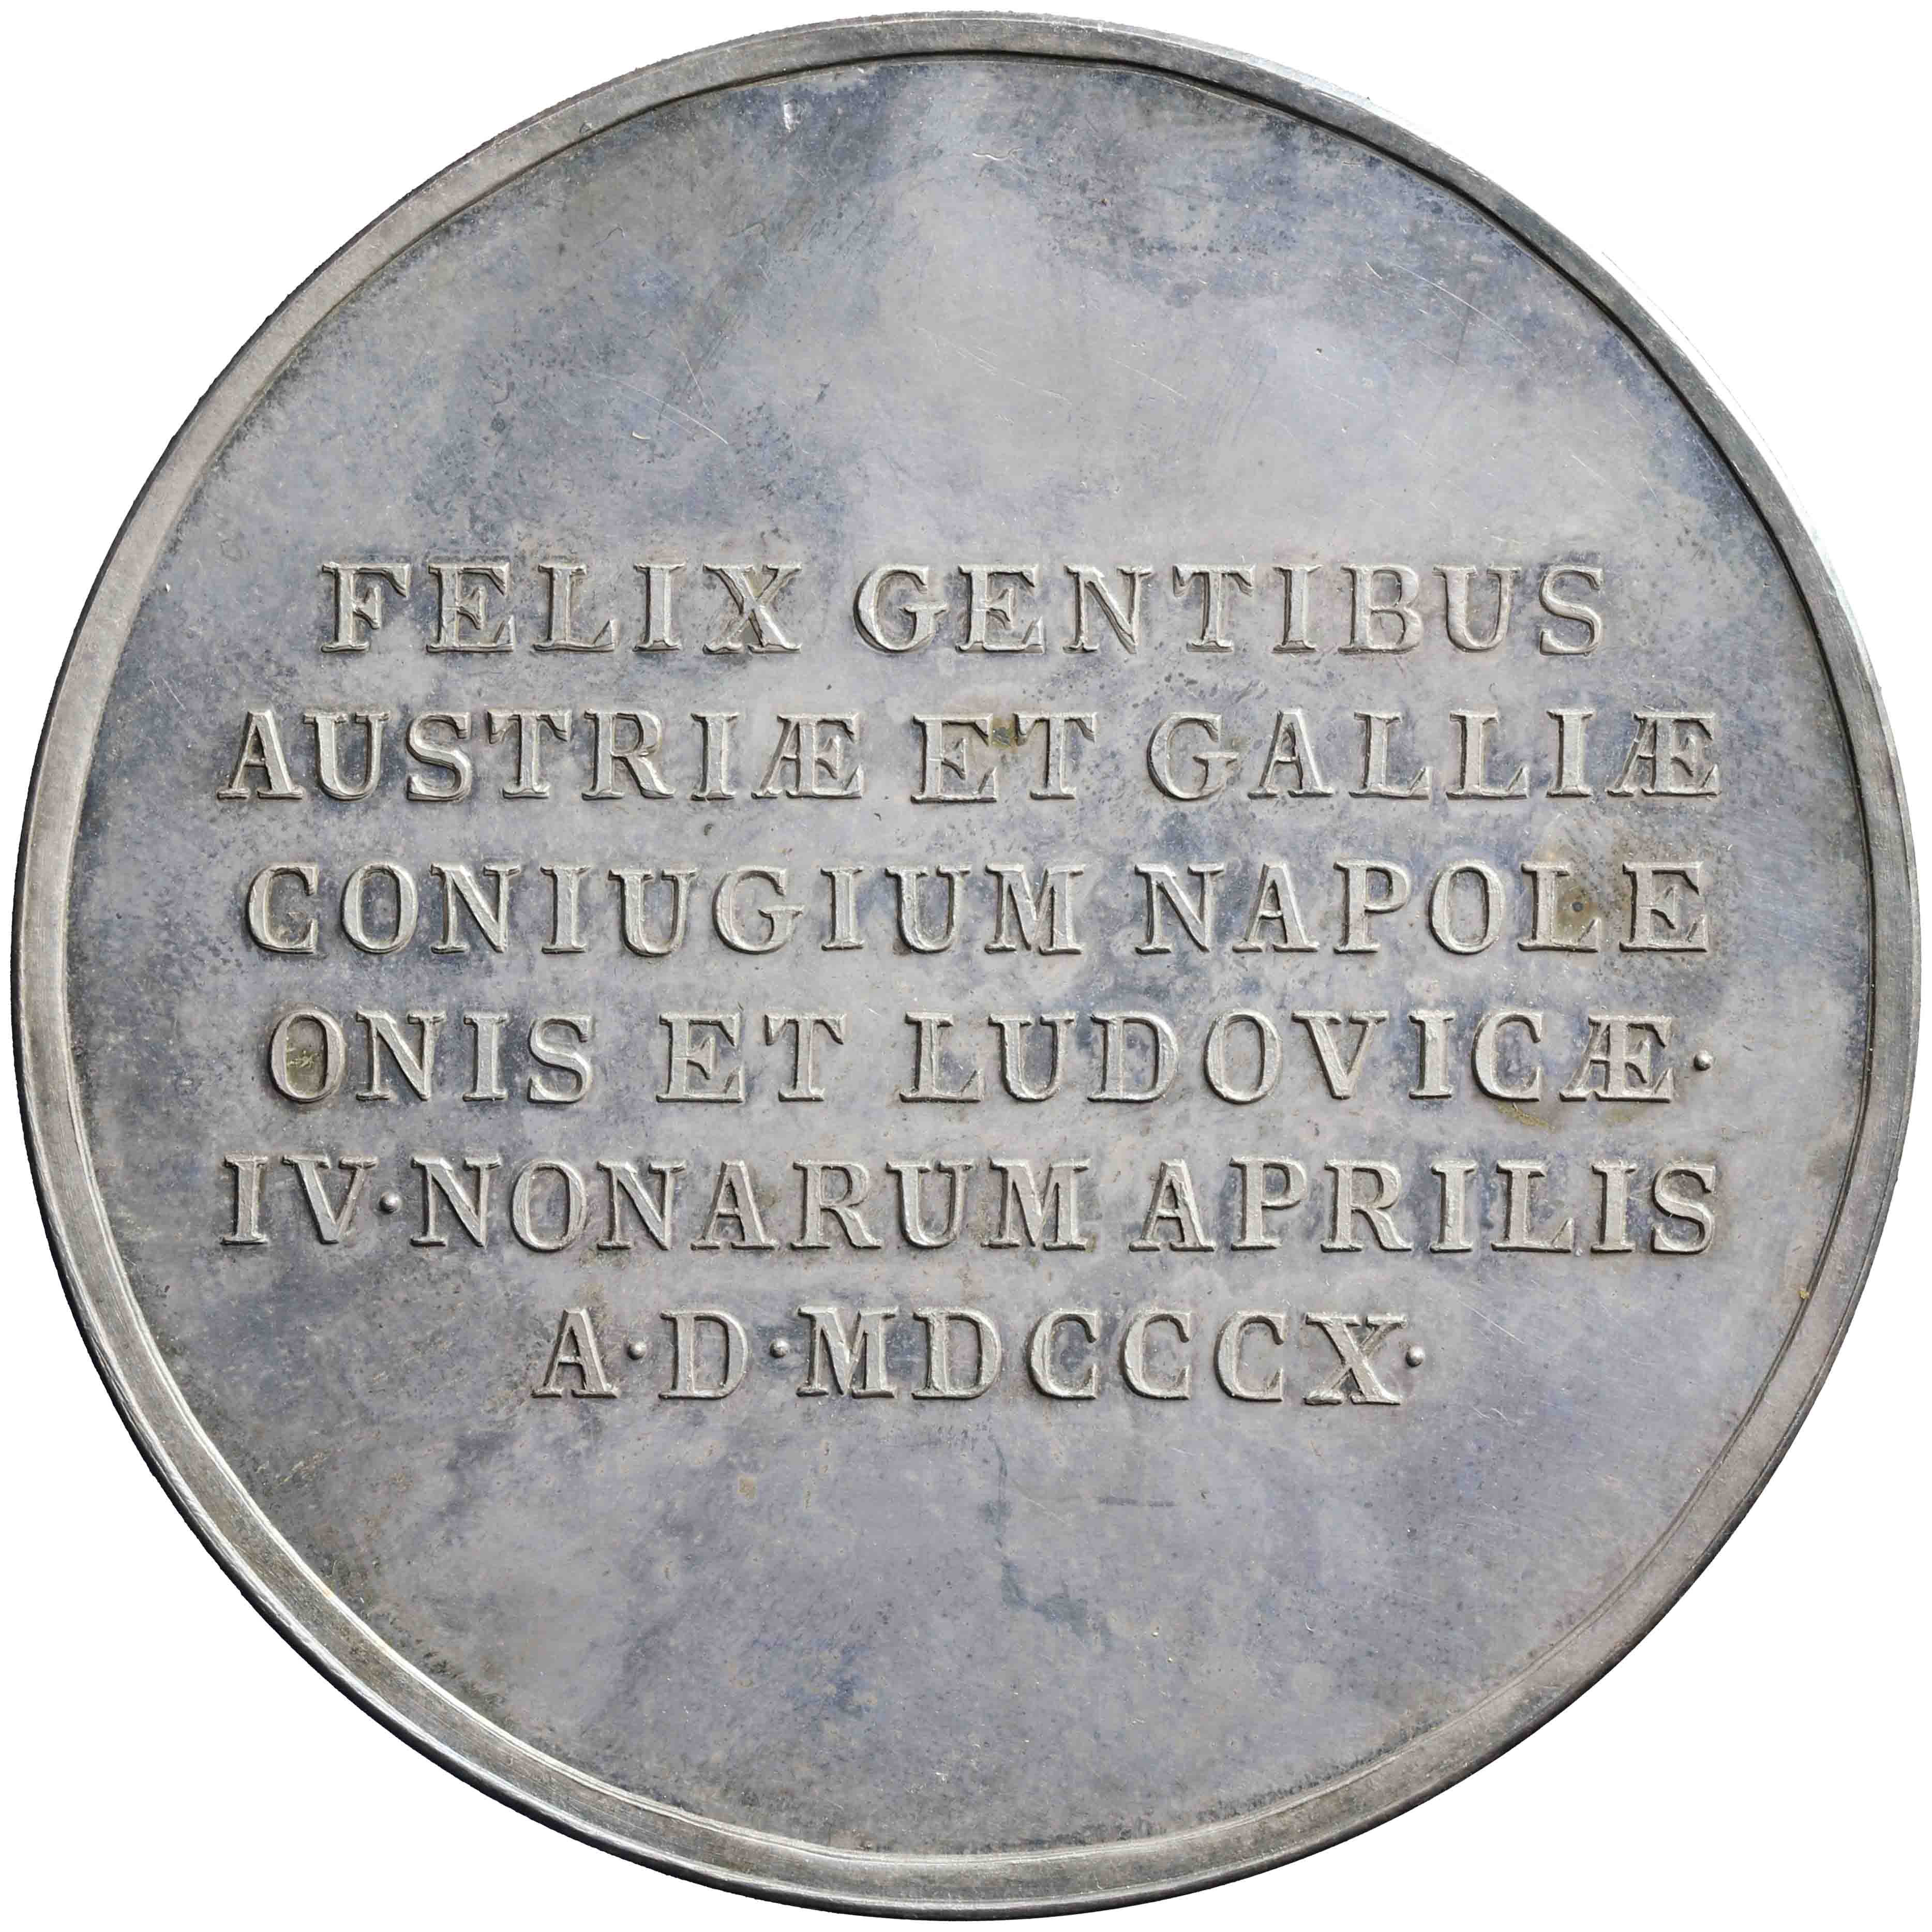 FELIX GENTIBUS
AUSTRIÆ ET GALLIÆ
CONIUGIUM NAPOLE
ONIS ET LUDOVICÆ·
IV·NONARUM APRILIS
A·D·MDCCCX·